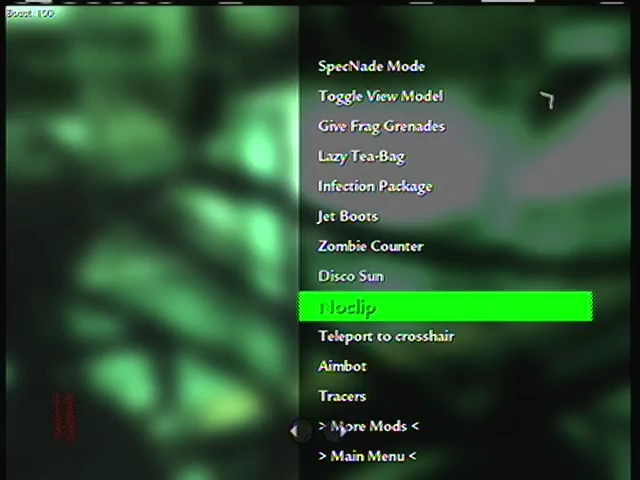 Boost: 100
SpecNade Mode
Toggle View Model
Give Frag Grenades
Lazy Tea-Bag
Infection Package
Jet Boots
Zombie Counter
Disco Sun
Noclip
Teleport to crosshair
Aimbot
Tracers
> More Mods <
> Main Menu <